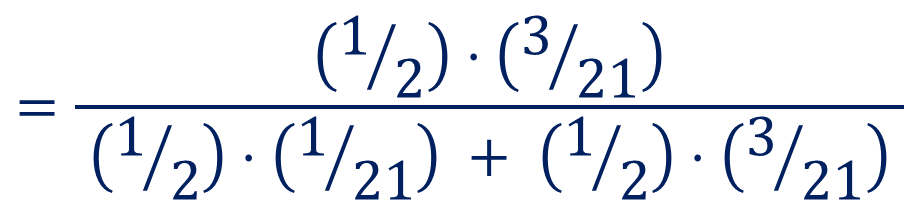 (1/2) · (3/21)
=
(1/2) · (1/21) + (1/2) · (3/21)